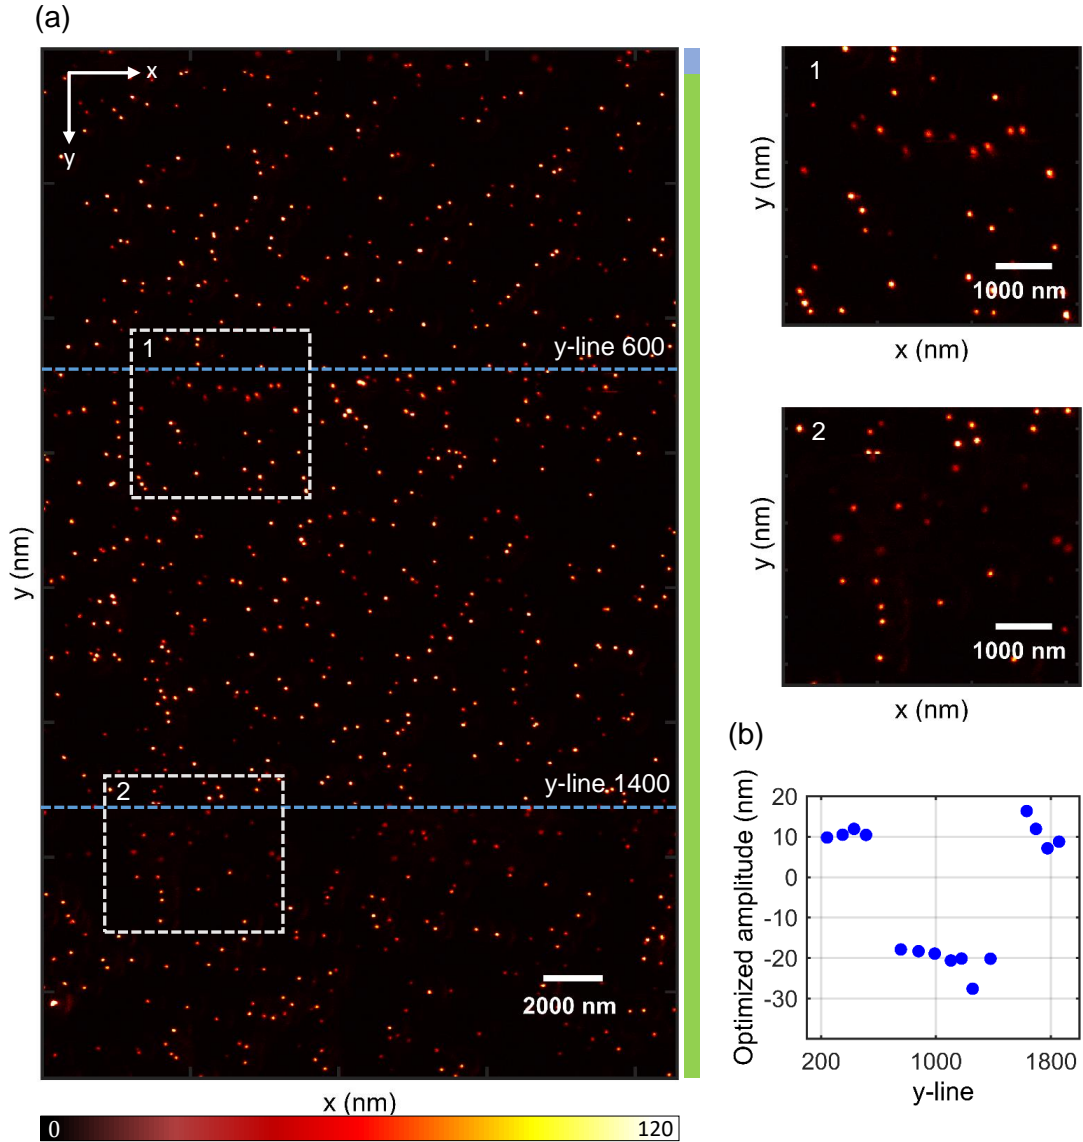 (a)
x
y
1
y-line 600
y-line 1400
2
2000 nm
y (nm)
x (nm)
0
120
1
y (nm)
1000 nm
x (nm)
2
y (nm)
1000 nm
x (nm)
(b)
Optimized amplitude (nm)
20
10
0
-10
-20
-30
200
1000
1800
y-line